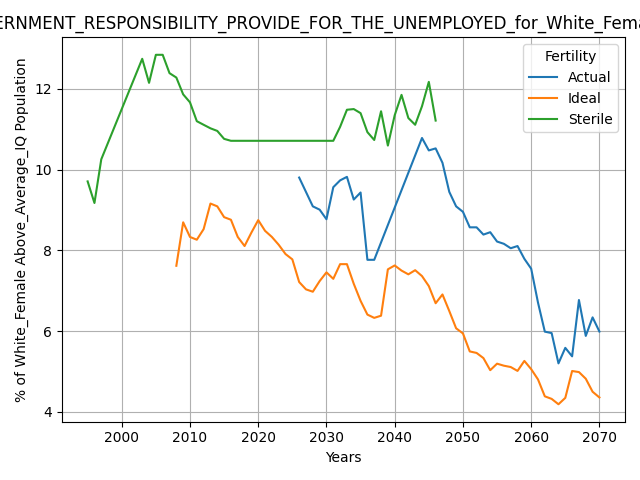 ERNMENT_RESPONSIBILITY_PROVIDE_FOR_THE_UNEMPLOYED_for_White_Fema
% of White_Female Above_Average_IQ Population
12
10
8
6
4
Fertility
Actual
Ideal
Sterile
2000 2010 2020 2030 2040 2050 2060 2070
Years